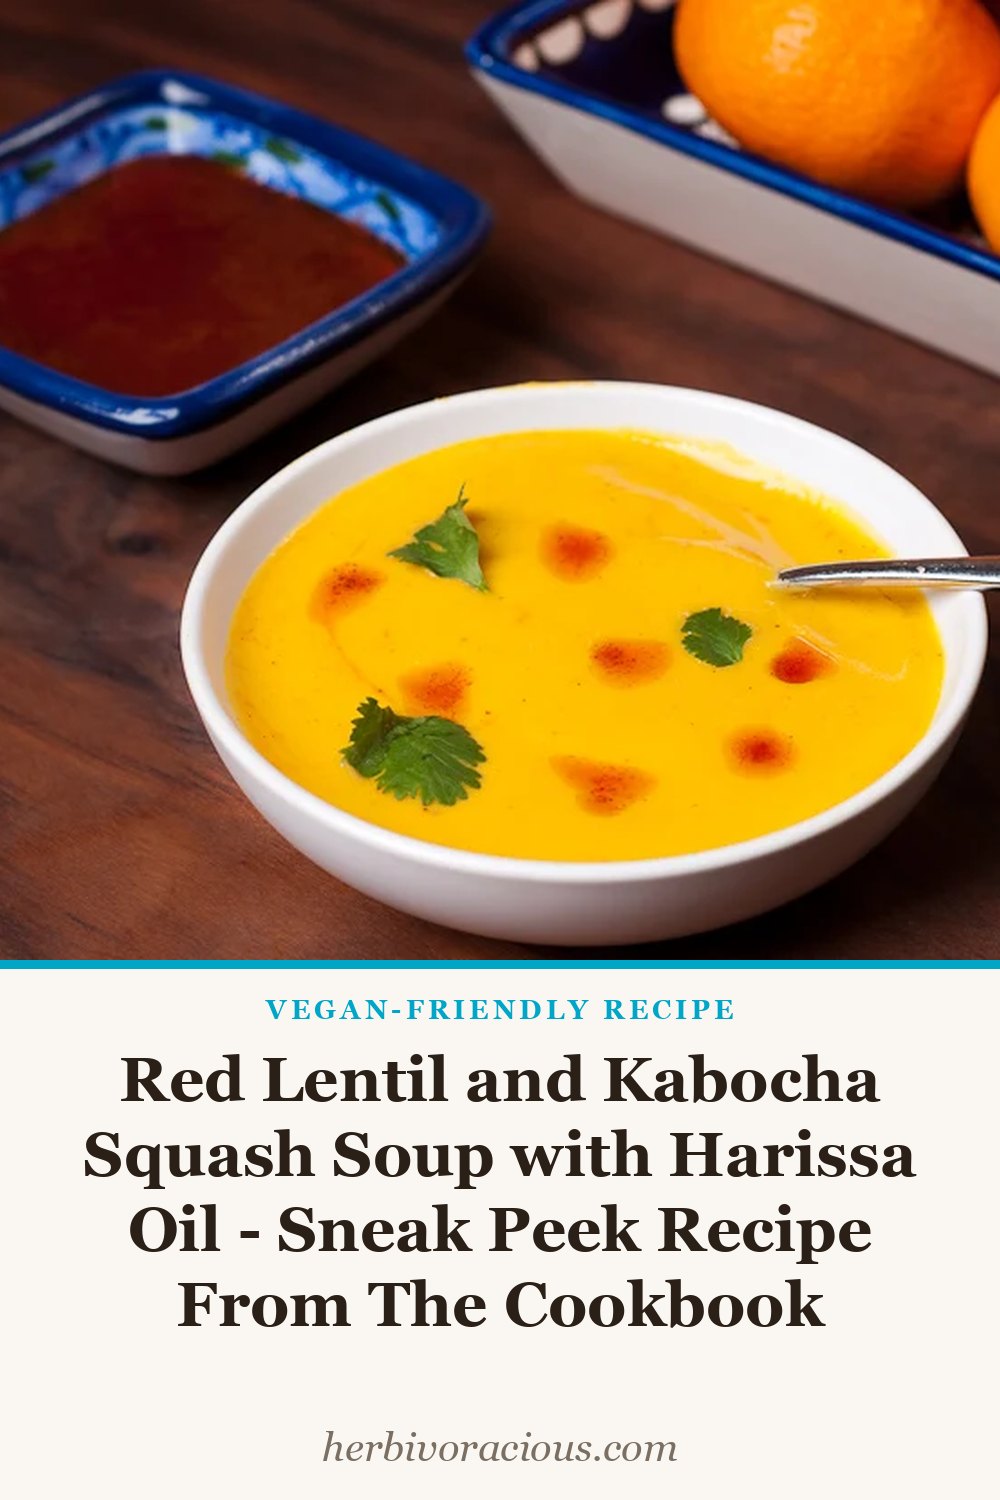 VEGAN-FRIENDLY RECIPE
Red Lentil and Kabocha
Squash Soup with Harissa
Oil - Sneak Peek Recipe
From The Cookbook
herbivoracious.com